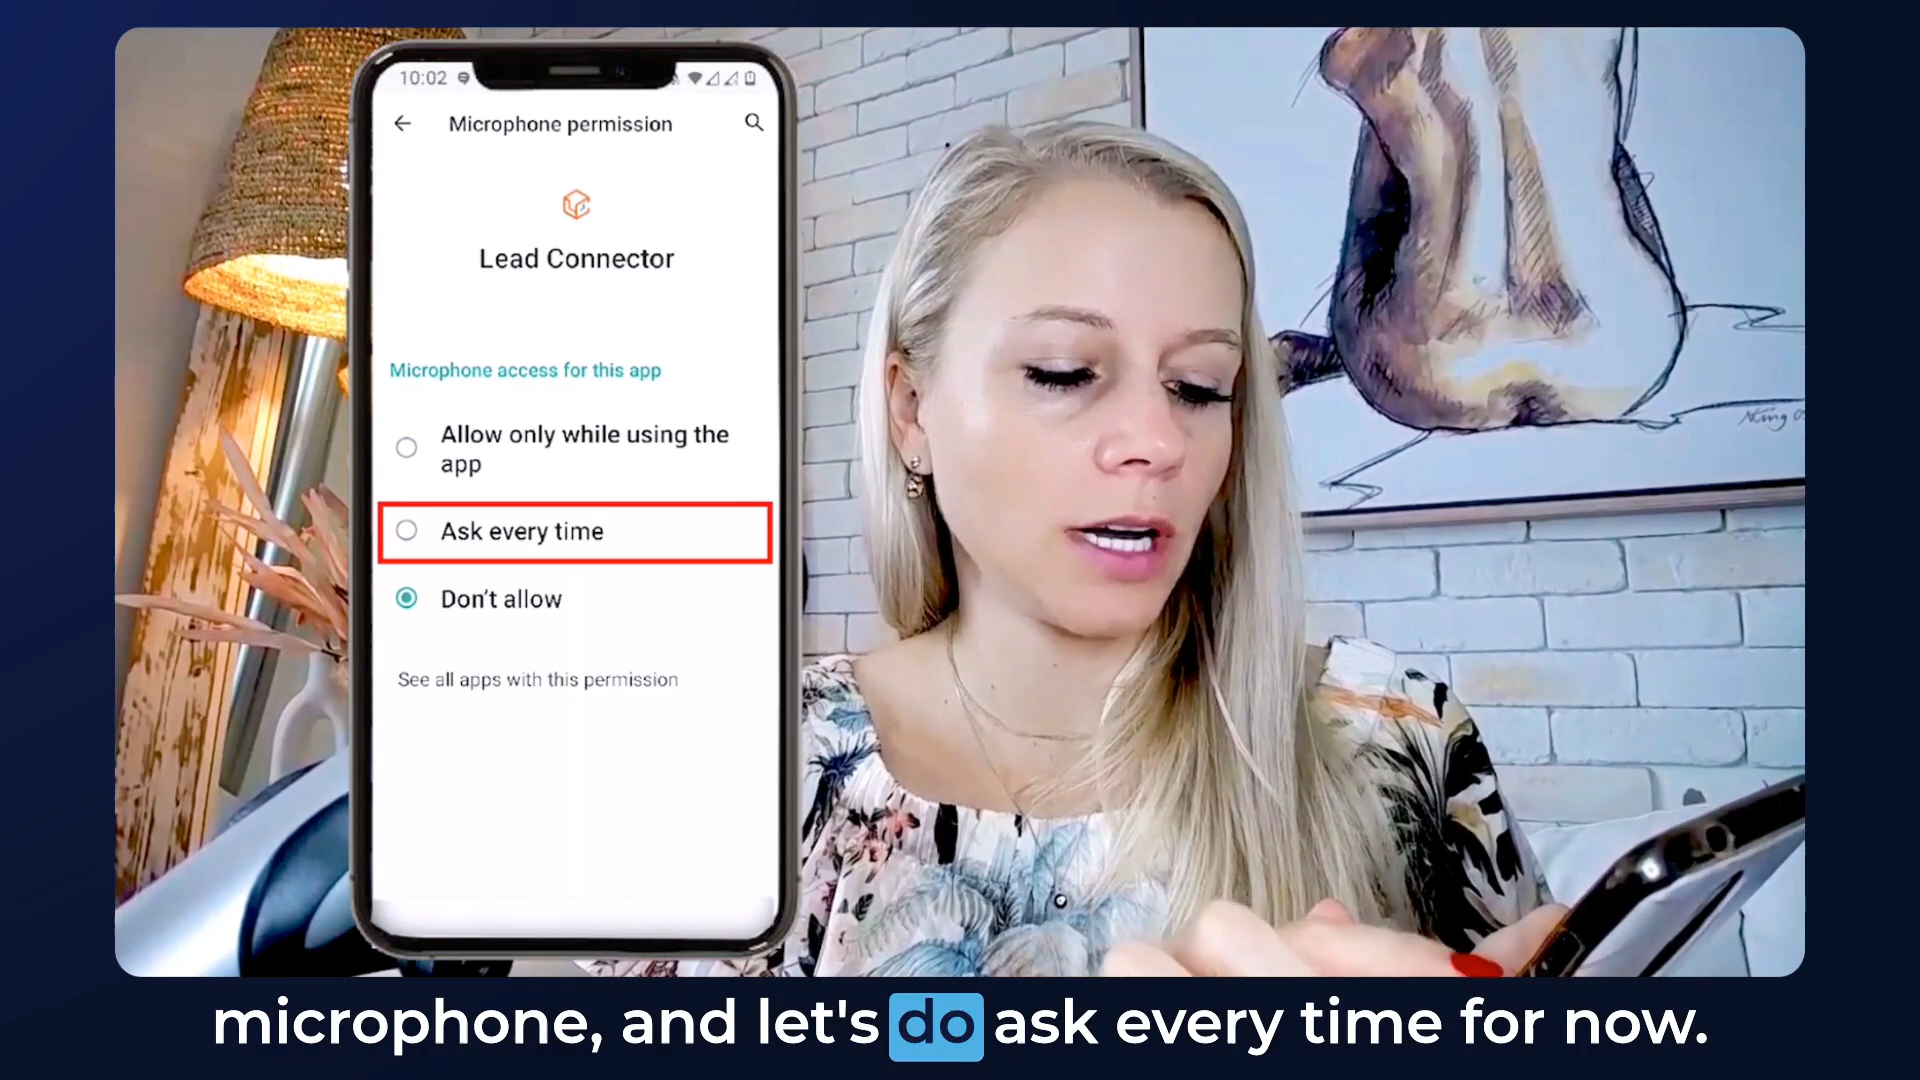 10:02
Microphone permission
Lead Connector
Microphone access for this app
Allow only while using the
app
Ask every time
Don't allow
See all apps with this permission
microphone, and let's do ask every time for now.